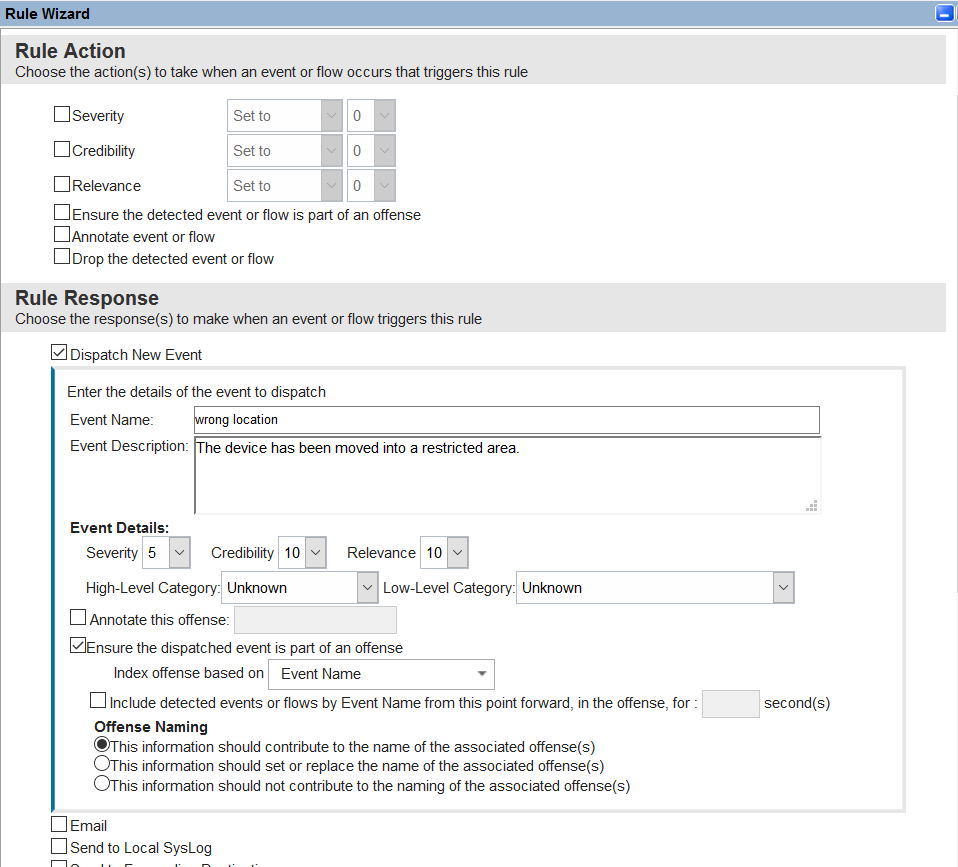 Rule Wizard
Rule Action
Choose the action(s) to take when an event or flow occurs that triggers this rule
Severity Set to 0
Credibility Set to 0
Relevance Set to 0
Ensure the detected event or flow is part of an offense
Annotate event or flow
Drop the detected event or flow
Rule Response
Choose the response(s) to make when an event or flow triggers this rule
Dispatch New Event
Enter the details of the event to dispatch
Event Name: wrong location
Event Description: The device has been moved into a restricted area.
Event Details:
Severity 5 Credibility 10 Relevance 10
High-Level Category: Unknown Low-Level Category: Unknown
Annotate this offense:
Ensure the dispatched event is part of an offense
Index offense based on Event Name
Include detected events or flows by Event Name from this point forward, in the offense, for : second(s)
Offense Naming
This information should contribute to the name of the associated offense(s)
This information should set or replace the name of the associated offense(s)
This information should not contribute to the naming of the associated offense(s)
Email
Send to Local SysLog